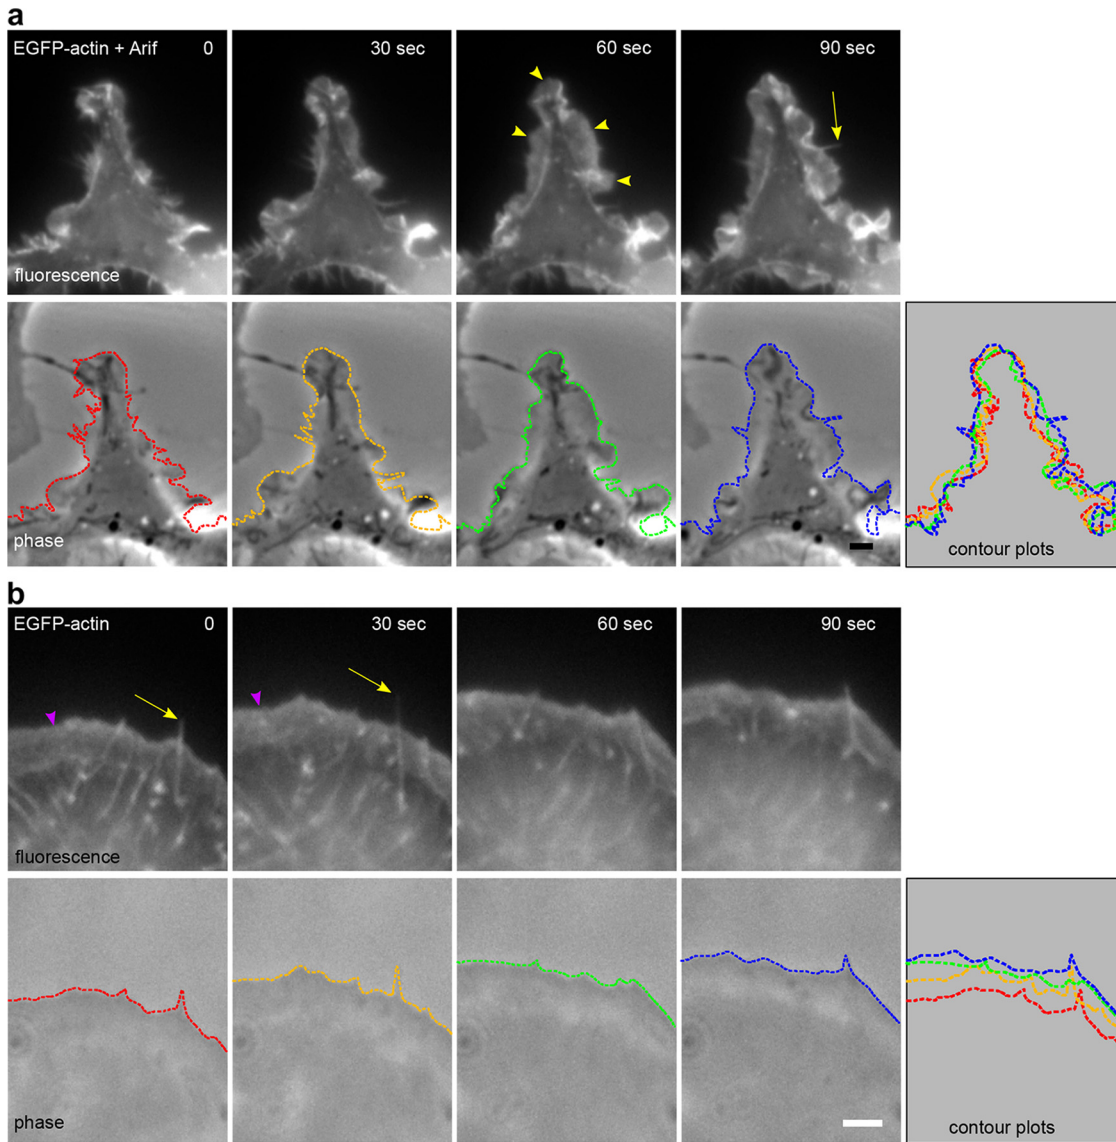 a
EGFP-actin + Arif 0
30 sec
60 sec
90 sec
fluorescence
phase
contour plots
b
EGFP-actin 0
30 sec
60 sec
90 sec
fluorescence
phase
contour plots